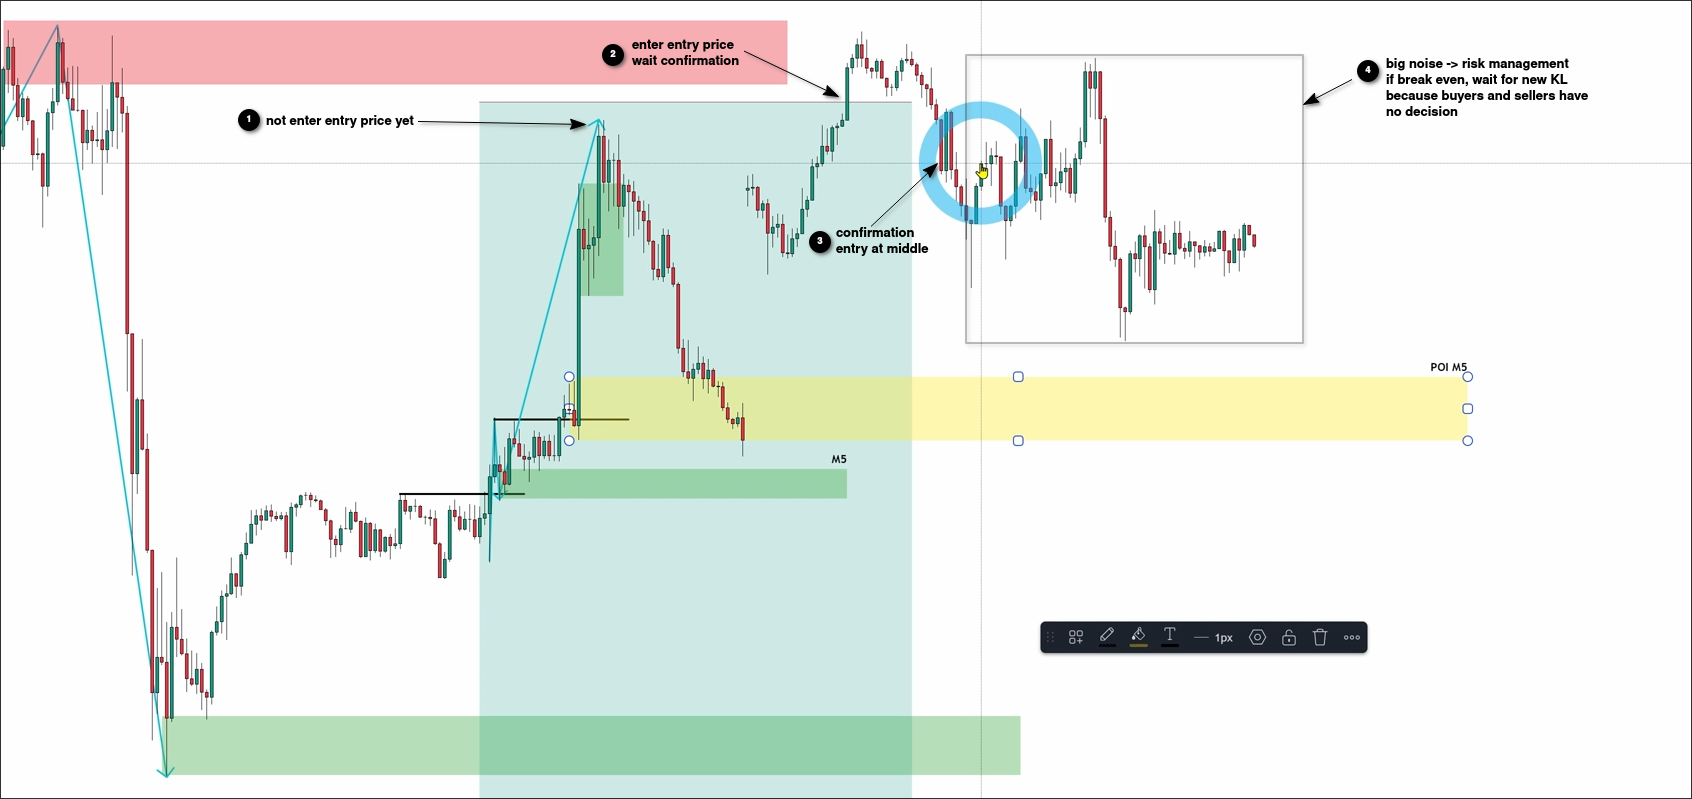 2
enter entry price
wait confirmation
4
big noise -> risk management
if break even, wait for new KL
because buyers and sellers have
no decision
1
not enter entry price yet
3
confirmation
entry at middle
POI M5
M5
T
1px